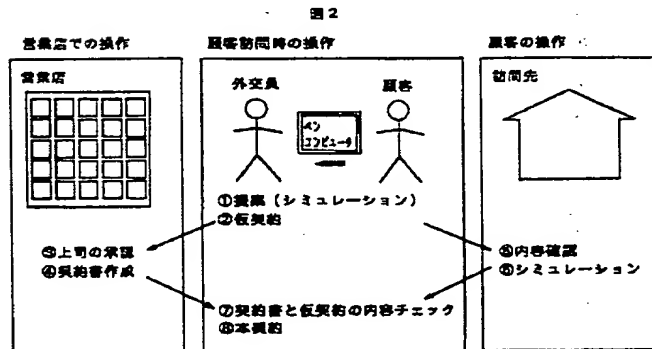 図2
営業店での操作
顧客訪問時の操作
顧客の操作
営業店
外交員
顧客
訪問先
ペン
コンピュータ
①提案(シミュレーション)
②仮契約
③上司の承認
④契約書作成
⑥内容確認
⑤シミュレーション
⑦契約書と仮契約の内容チェック
⑧本契約